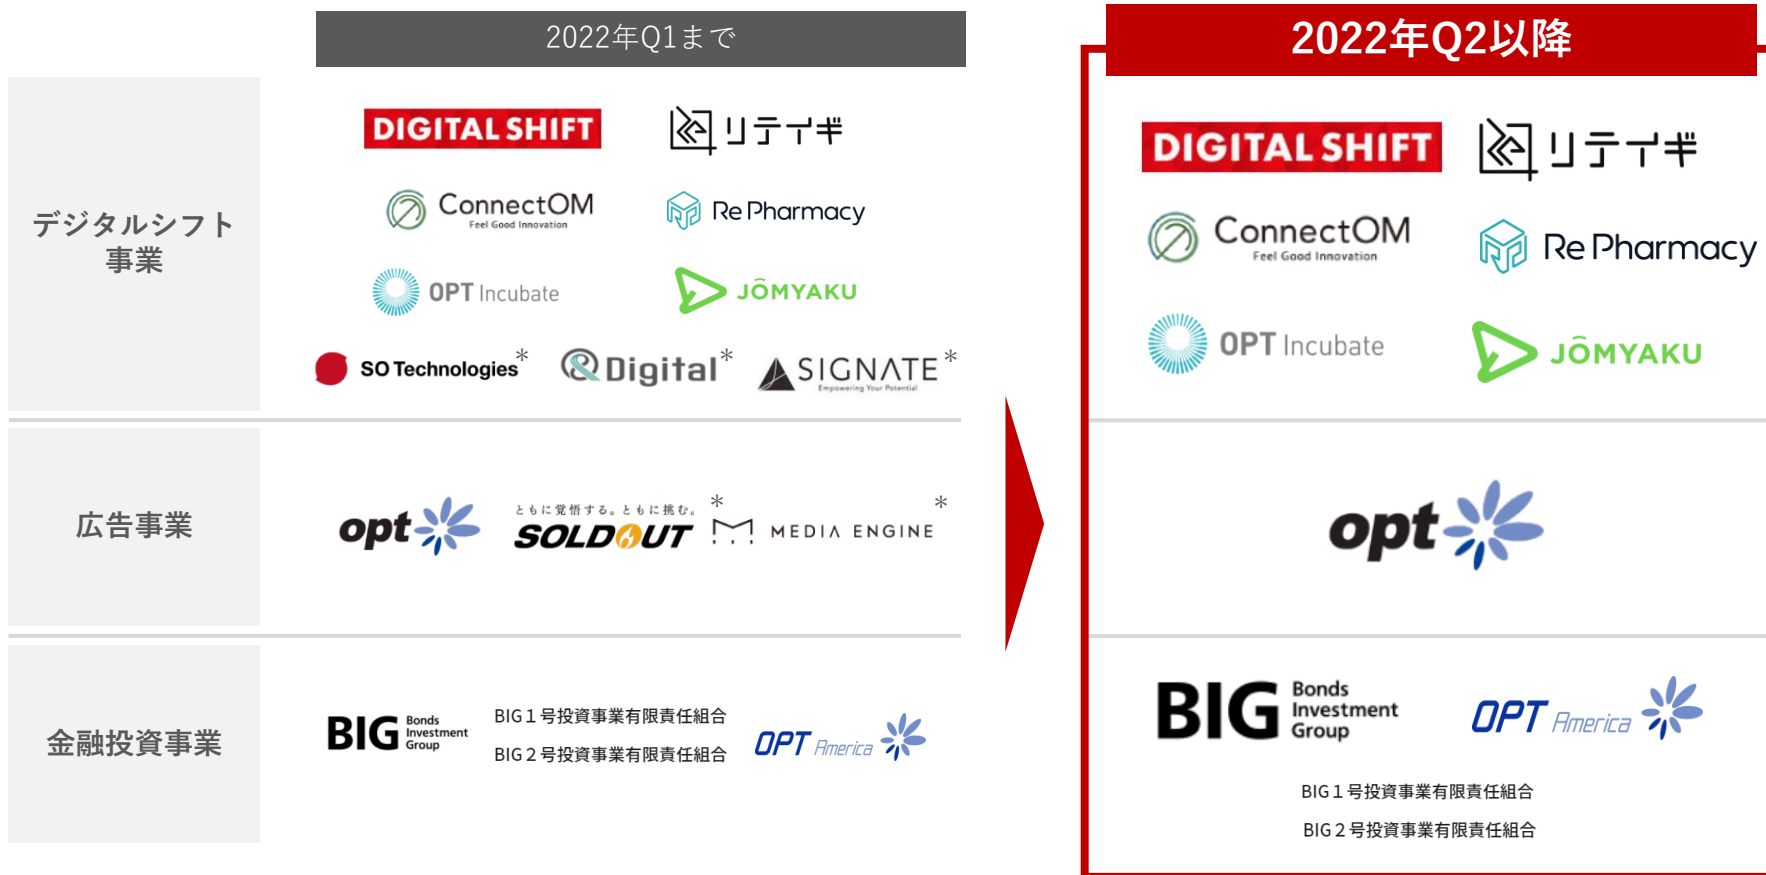 2022年Q1まで
2022年Q2以降
デジタルシフト
事業
DIGITAL SHIFT
リテイギ
ConnectOM
Feel Good Innovation
Re Pharmacy
OPT Incubate
JŌMYAKU
SO Technologies*
&Digital*
SIGNATE*
Empowering Your Potential
DIGITAL SHIFT
リテイギ
ConnectOM
Feel Good Innovation
Re Pharmacy
OPT Incubate
JŌMYAKU
広告事業
opt
ともに覚悟する。ともに挑む。
SOLDOUT*
MEDIA ENGINE*
opt
金融投資事業
BIG Bonds
Investment
Group
BIG１号投資事業有限責任組合
BIG２号投資事業有限責任組合
OPT America
BIG Bonds
Investment
Group
OPT America
BIG１号投資事業有限責任組合
BIG２号投資事業有限責任組合